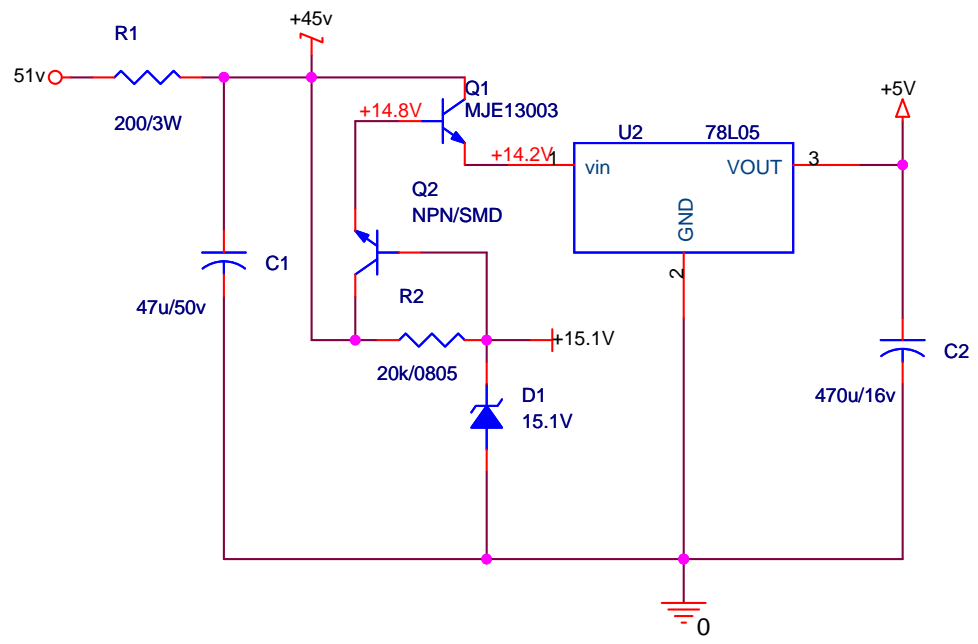 +45v
R1
51v
200/3W
Q1
MJE13003
+14.8V
+14.2V
1
U2
78L05
vin
VOUT
GND
2
3
+5V
Q2
NPN/SMD
C1
47u/50v
R2
20k/0805
+15.1V
D1
15.1V
C2
470u/16v
0